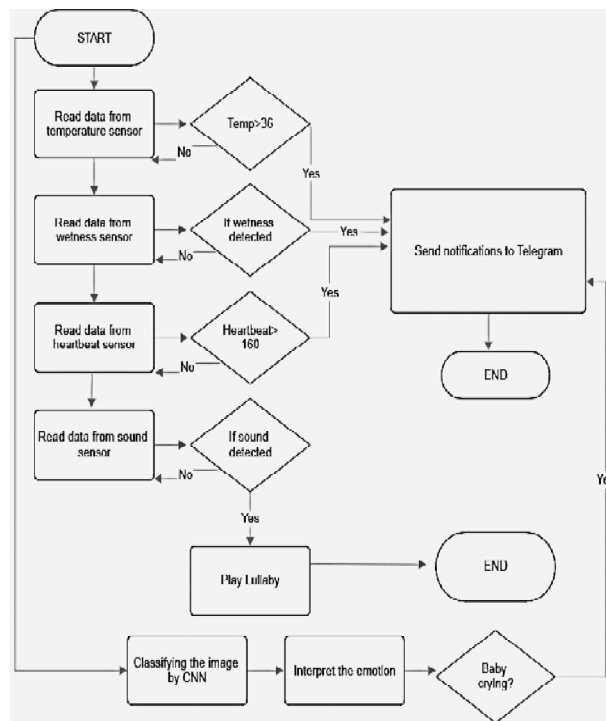 START
Read data from
temperature sensor
Temp>36
No
Yes
Read data from
wetness sensor
If wetness
detected
Yes
No
Send notifications to Telegram
Read data from
heartbeat sensor
Heartbeat>
160
Yes
No
END
Read data from sound
sensor
If sound
detected
No
Yes
Ye
Play Lullaby
END
Classifying the image
by CNN
Interpret the emotion
Baby
crying?